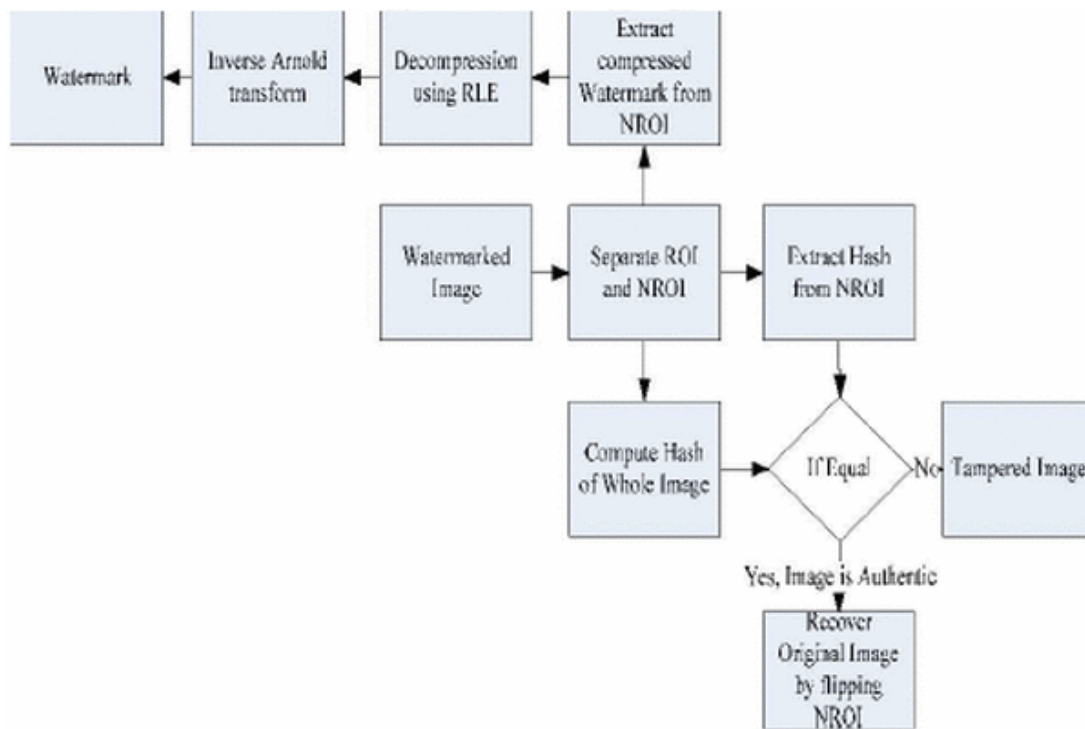 Watermark
Inverse Arnold
transform
Decompression
using RLE
Extract
compressed
Watermark from
NROI
Watermarked
Image
Separate ROI
and NROI
Extract Hash
from NROI
Compute Hash
of Whole Image
If Equal
No
Tampered Image
Yes, Image is Authentic
Recover
Original Image
by flipping
NROI